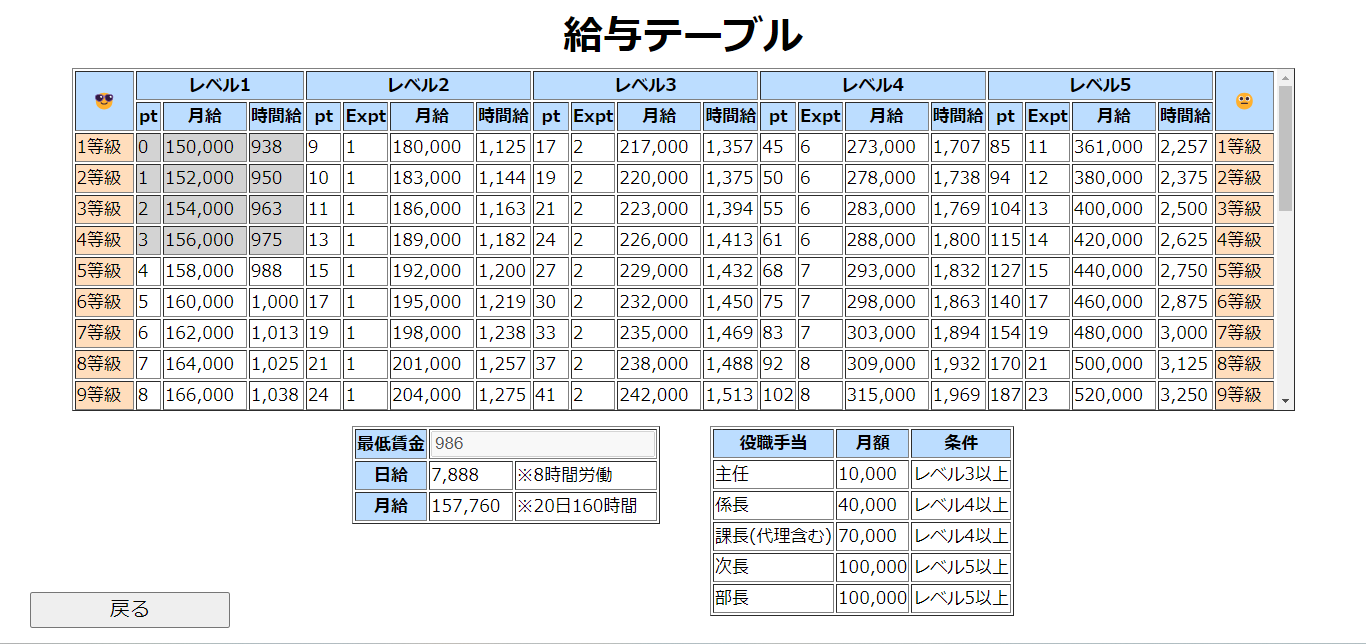 給与テーブル
レベル1 レベル2 レベル3 レベル4 レベル5
pt 月給 時間給 pt Expt 月給 時間給 pt Expt 月給 時間給 pt Expt 月給 時間給 pt Expt 月給 時間給
1等級 0 150,000 938 9 1 180,000 1,125 17 2 217,000 1,357 45 6 273,000 1,707 85 11 361,000 2,257 1等級
2等級 1 152,000 950 10 1 183,000 1,144 19 2 220,000 1,375 50 6 278,000 1,738 94 12 380,000 2,375 2等級
3等級 2 154,000 963 11 1 186,000 1,163 21 2 223,000 1,394 55 6 283,000 1,769 104 13 400,000 2,500 3等級
4等級 3 156,000 975 13 1 189,000 1,182 24 2 226,000 1,413 61 6 288,000 1,800 115 14 420,000 2,625 4等級
5等級 4 158,000 988 15 1 192,000 1,200 27 2 229,000 1,432 68 7 293,000 1,832 127 15 440,000 2,750 5等級
6等級 5 160,000 1,000 17 1 195,000 1,219 30 2 232,000 1,450 75 7 298,000 1,863 140 17 460,000 2,875 6等級
7等級 6 162,000 1,013 19 1 198,000 1,238 33 2 235,000 1,469 83 7 303,000 1,894 154 19 480,000 3,000 7等級
8等級 7 164,000 1,025 21 1 201,000 1,257 37 2 238,000 1,488 92 8 309,000 1,932 170 21 500,000 3,125 8等級
9等級 8 166,000 1,038 24 1 204,000 1,275 41 2 242,000 1,513 102 8 315,000 1,969 187 23 520,000 3,250 9等級
最低賃金 986
日給 7,888 ※8時間労働
月給 157,760 ※20日160時間
役職手当 月額 条件
主任 10,000 レベル3以上
係長 40,000 レベル4以上
課長(代理含む) 70,000 レベル4以上
次長 100,000 レベル5以上
部長 100,000 レベル5以上
戻る